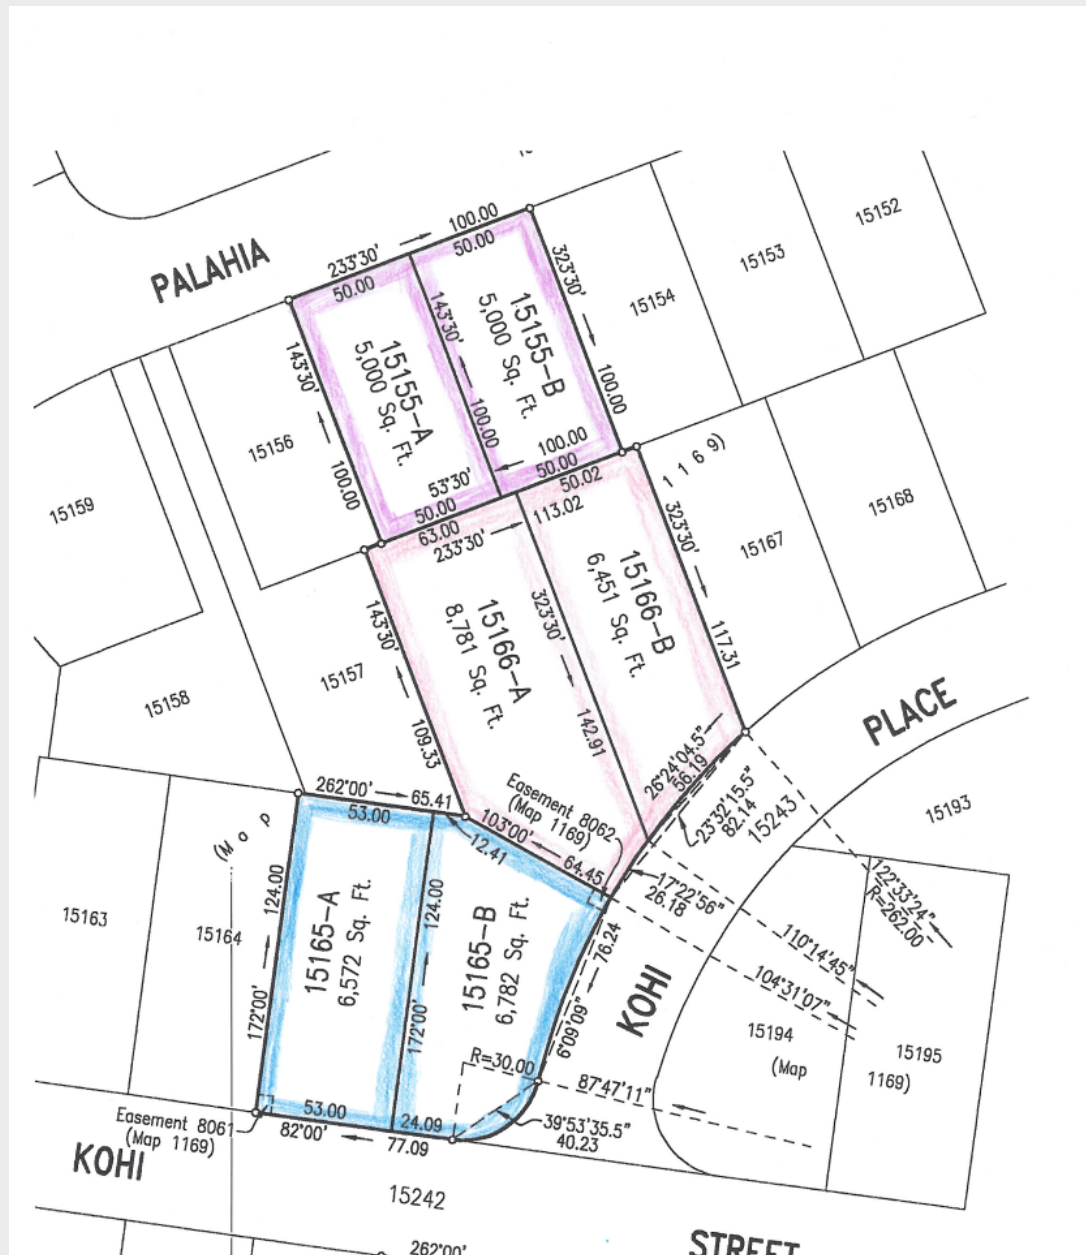 PALAHIA
233°30'
100.00
50.00
50.00
15152
15153
15154
323°30'
100.00
143°30'
100.00
15155-A
5,000 Sq. Ft.
143°30'
100.00
15155-B
5,000 Sq. Ft.
15156
15159
53°30'
100.00
50.00
50.00
63.00
50.02
233°30'
113.02
1169)
15168
15167
323°30'
117.31
15166-A
8,781 Sq. Ft.
323°30'
142.91
15166-B
6,451 Sq. Ft.
143°30'
109.33
15157
15158
PLACE
26°24'04.5"
56.19
23°32'15.5"
82.14
15243
15193
262°00'
65.41
53.00
12.41
103°00'
64.45
Easement 8062
(Map 1169)
17°22'56"
26.18
122°33'24"
R=262.00
110°14'45"
104°31'07"
(Map
15163
15164
124.00
172°00'
15165-A
6,572 Sq. Ft.
124.00
172°00'
15165-B
6,782 Sq. Ft.
76.24
6°09'09"
KOHI
15194
(Map
1169)
15195
R=30.00
87°47'11"
39°53'35.5"
40.23
Easement 8061
(Map 1169)
53.00
24.09
82°00'
77.09
KOHI
15242
STREET
262°00'